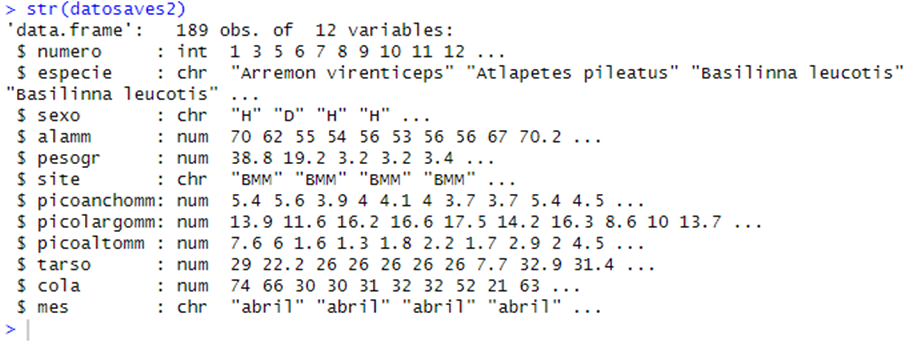 > str(datosaves2)
'data.frame':   189 obs. of  12 variables:
 $ numero     : int  1 3 5 6 7 8 9 10 11 12 ...
 $ especie    : chr  "Arremon virenticeps" "Atlapetes pileatus" "Basilinna leucotis"
"Basilinna leucotis" ...
 $ sexo       : chr  "H" "D" "H" "H" ...
 $ alamm      : num  70 62 55 54 56 53 56 56 67 70.2 ...
 $ pesogr     : num  38.8 19.2 3.2 3.2 3.4 ...
 $ site       : chr  "BMM" "BMM" "BMM" "BMM" ...
 $ picoanchomm: num  5.4 5.6 3.9 4 4.1 4 3.7 3.7 5.4 4.5 ...
 $ picolargomm: num  13.9 11.6 16.2 16.6 17.5 14.2 16.3 8.6 10 13.7 ...
 $ picoaltomm : num  7.6 6 1.6 1.3 1.8 2.2 1.7 2.9 2 4.5 ...
 $ tarso      : num  29 22.2 26 26 26 26 26 7.7 32.9 31.4 ...
 $ cola       : num  74 66 30 30 31 32 32 52 21 63 ...
 $ mes        : chr  "abril" "abril" "abril" "abril" ...
>